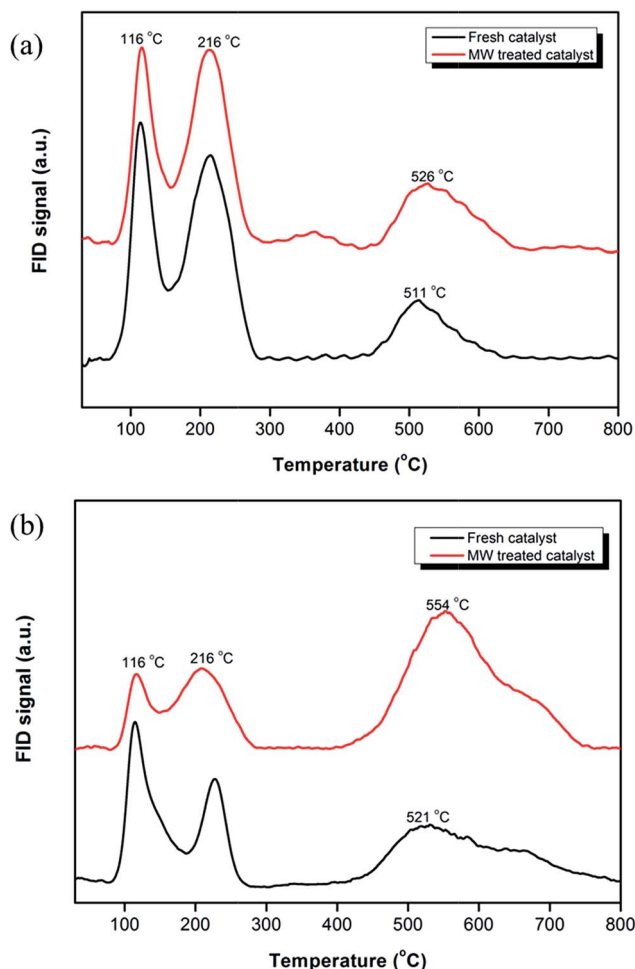 (a)
116 °C
216 °C
Fresh catalyst
MW treated catalyst
526 °C
511 °C
FID signal (a.u.)
100 200 300 400 500 600 700 800
Temperature (°C)
(b)
Fresh catalyst
MW treated catalyst
554 °C
116 °C
216 °C
521 °C
FID signal (a.u.)
100 200 300 400 500 600 700 800
Temperature (°C)